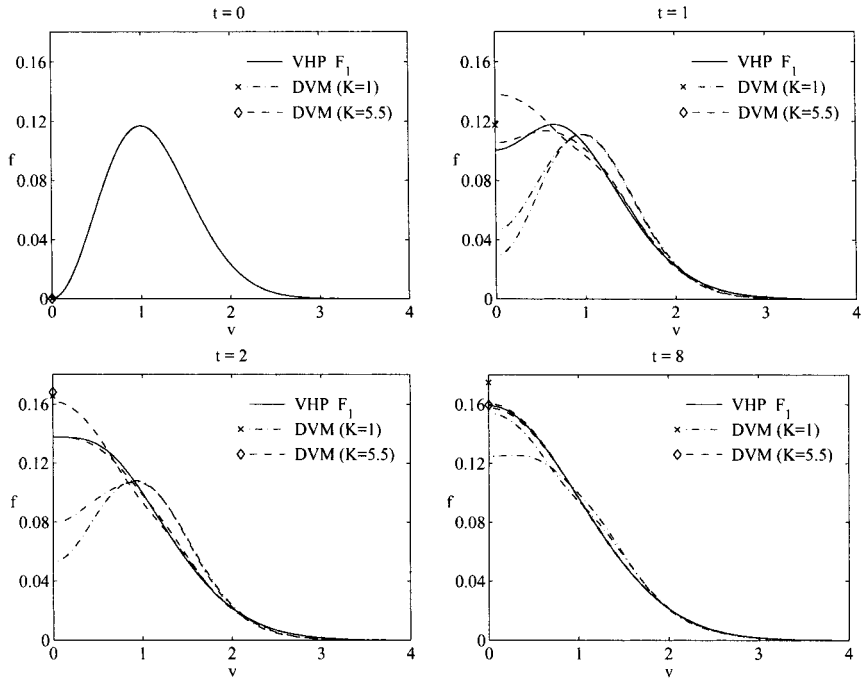 t = 0
0.16
0.12
f
0.08
0.04
0
0 1 2 3 4
v
VHP F1
DVM (K=1)
DVM (K=5.5)
t = 1
0.16
0.12
f
0.08
0.04
0
0 1 2 3 4
v
VHP F1
DVM (K=1)
DVM (K=5.5)
t = 2
0.16
0.12
f
0.08
0.04
0
0 1 2 3 4
v
VHP F1
DVM (K=1)
DVM (K=5.5)
t = 8
0.16
0.12
f
0.08
0.04
0
0 1 2 3 4
v
VHP F1
DVM (K=1)
DVM (K=5.5)